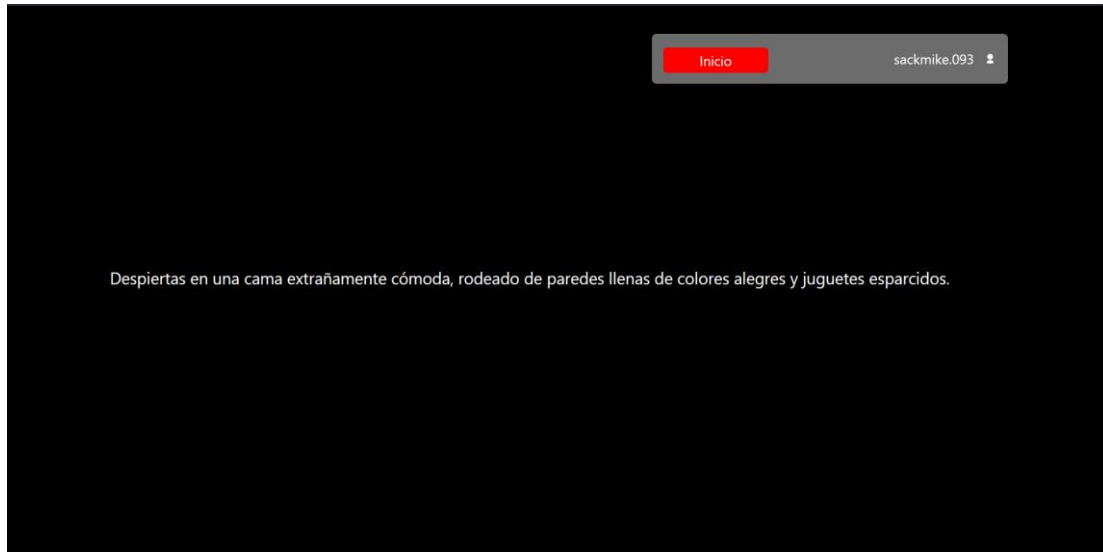 Inicio
sackmike.093
Despiertas en una cama extrañamente cómoda, rodeado de paredes llenas de colores alegres y juguetes esparcidos.